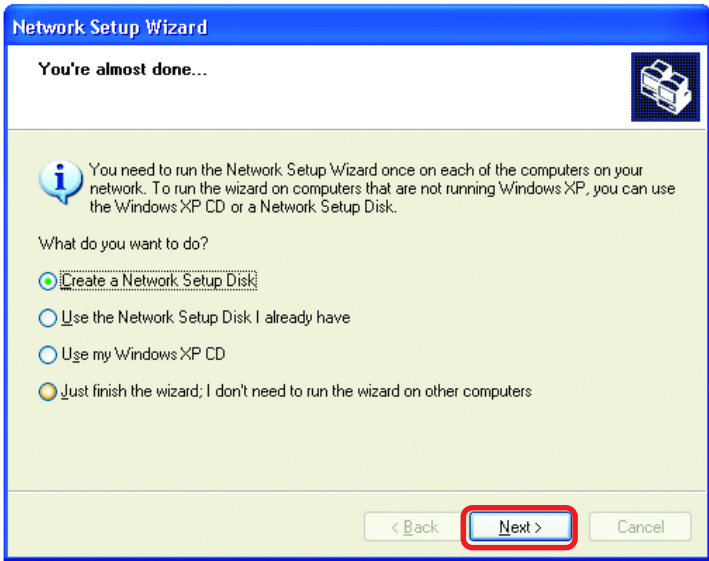 Network Setup Wizard
You're almost done...
You need to run the Network Setup Wizard once on each of the computers on your
network. To run the wizard on computers that are not running Windows XP, you can use
the Windows XP CD or a Network Setup Disk.
What do you want to do?
Create a Network Setup Disk
Use the Network Setup Disk I already have
Use my Windows XP CD
Just finish the wizard; I don't need to run the wizard on other computers
< Back
Next >
Cancel